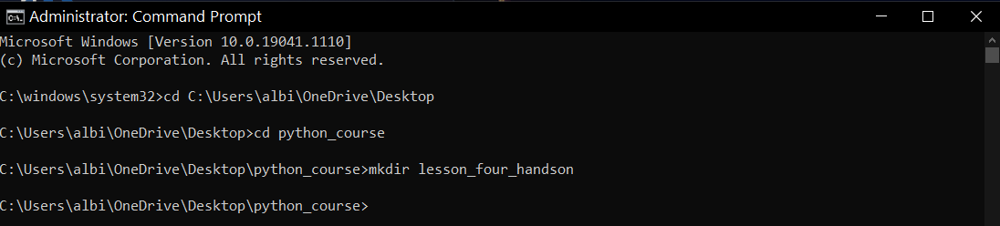 Administrator: Command Prompt
Microsoft Windows [Version 10.0.19041.1110]
(c) Microsoft Corporation. All rights reserved.
C:\windows\system32>cd C:\Users\albi\OneDrive\Desktop
C:\Users\albi\OneDrive\Desktop>cd python_course
C:\Users\albi\OneDrive\Desktop\python_course>mkdir lesson_four_handson
C:\Users\albi\OneDrive\Desktop\python_course>